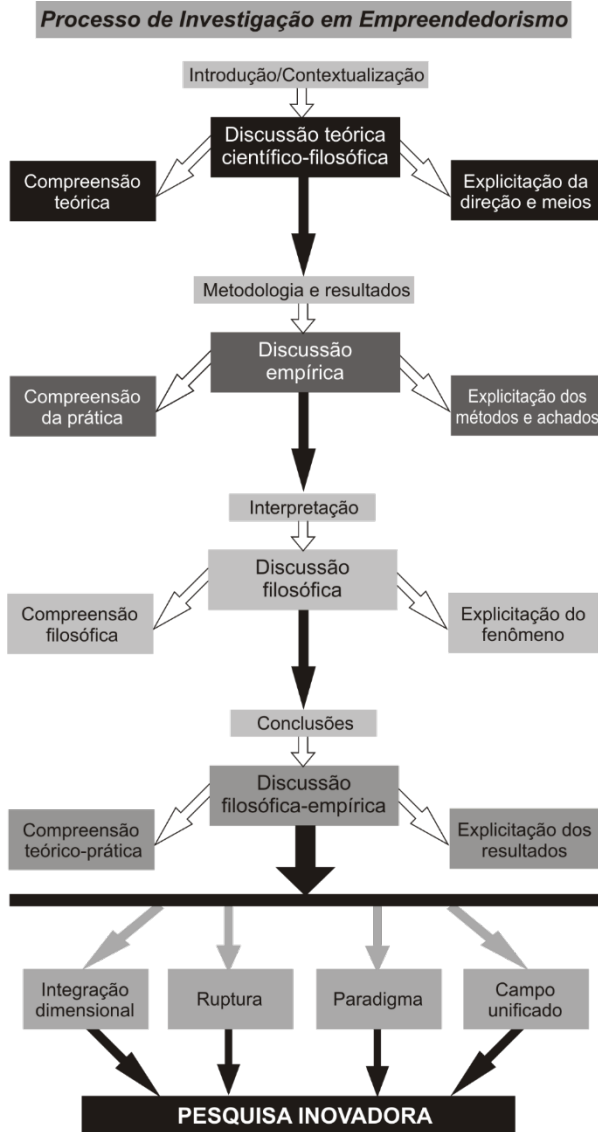 Processo de Investigação em Empreendedorismo
Introdução/Contextualização
Discussão teórica
científico-filosófica
Compreensão
teórica
Explicitação da
direção e meios
Metodologia e resultados
Discussão
empírica
Compreensão
da prática
Explicitação dos
métodos e achados
Interpretação
Discussão
filosófica
Compreensão
filosófica
Explicitação do
fenômeno
Conclusões
Discussão
filosófica-empírica
Compreensão
teórico-prática
Explicitação dos
resultados
Integração
dimensional
Ruptura
Paradigma
Campo
unificado
PESQUISA INOVADORA